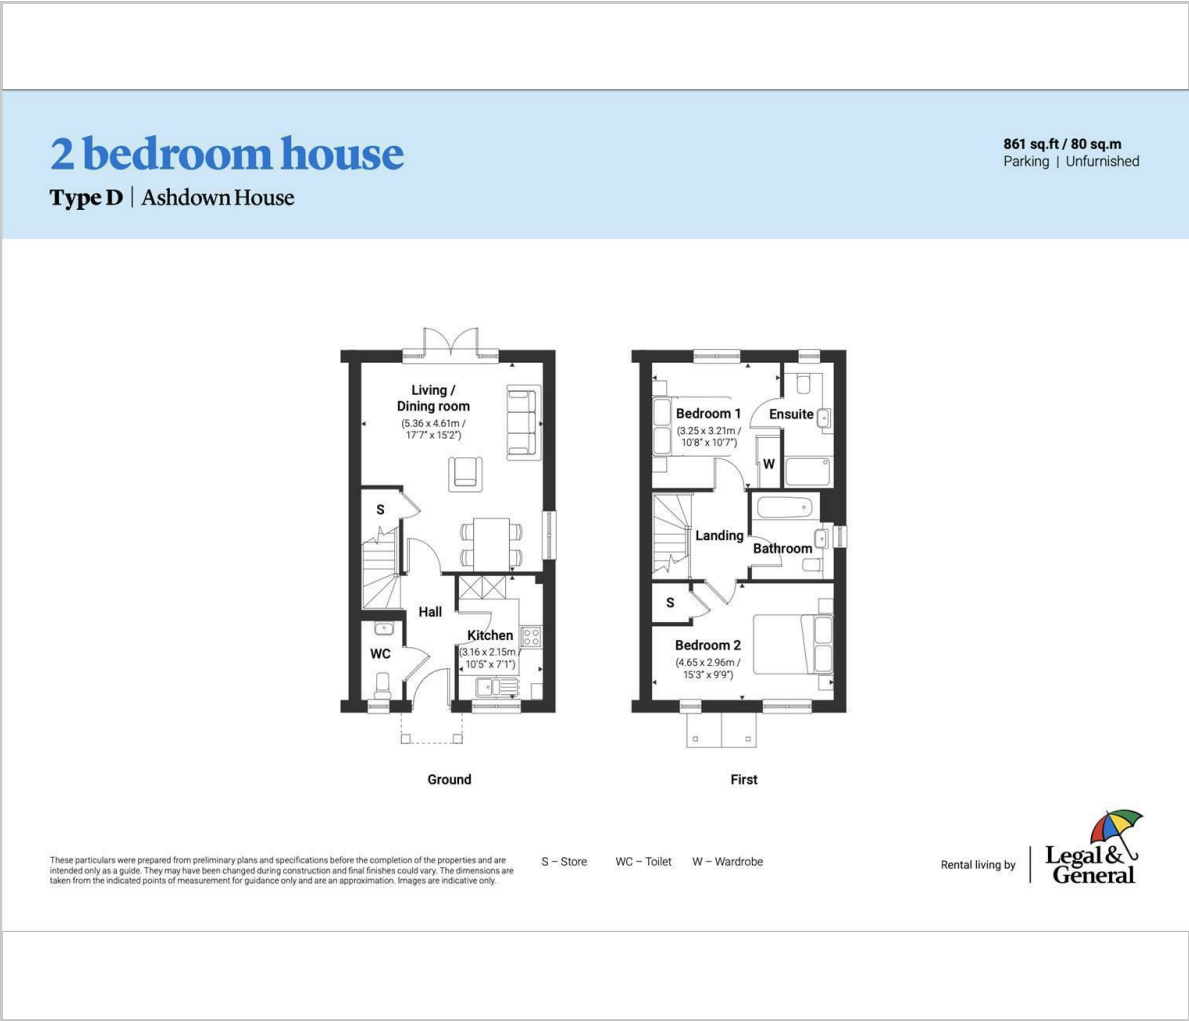 2 bedroom house
Type D | Ashdown House
861 sq.ft / 80 sq.m
Parking | Unfurnished
Living /
Dining room
(5.36 x 4.61m /
17'7" x 15'2")
S
Hall
WC
Kitchen
(3.16 x 2.15m /
10'5" x 7'1")
Ground
Bedroom 1
(3.25 x 3.21m /
10'8" x 10'7")
Ensuite
W
Landing
Bathroom
S
Bedroom 2
(4.65 x 2.96m /
15'3" x 9'9")
First
These particulars were prepared from preliminary plans and specifications before the completion of the properties and are
intended only as a guide. They may have been changed during construction and final finishes could vary. The dimensions are
taken from the indicated points of measurement for guidance only and are an approximation. Images are indicative only.
S – Store WC – Toilet W – Wardrobe
Rental living by
Legal &
General